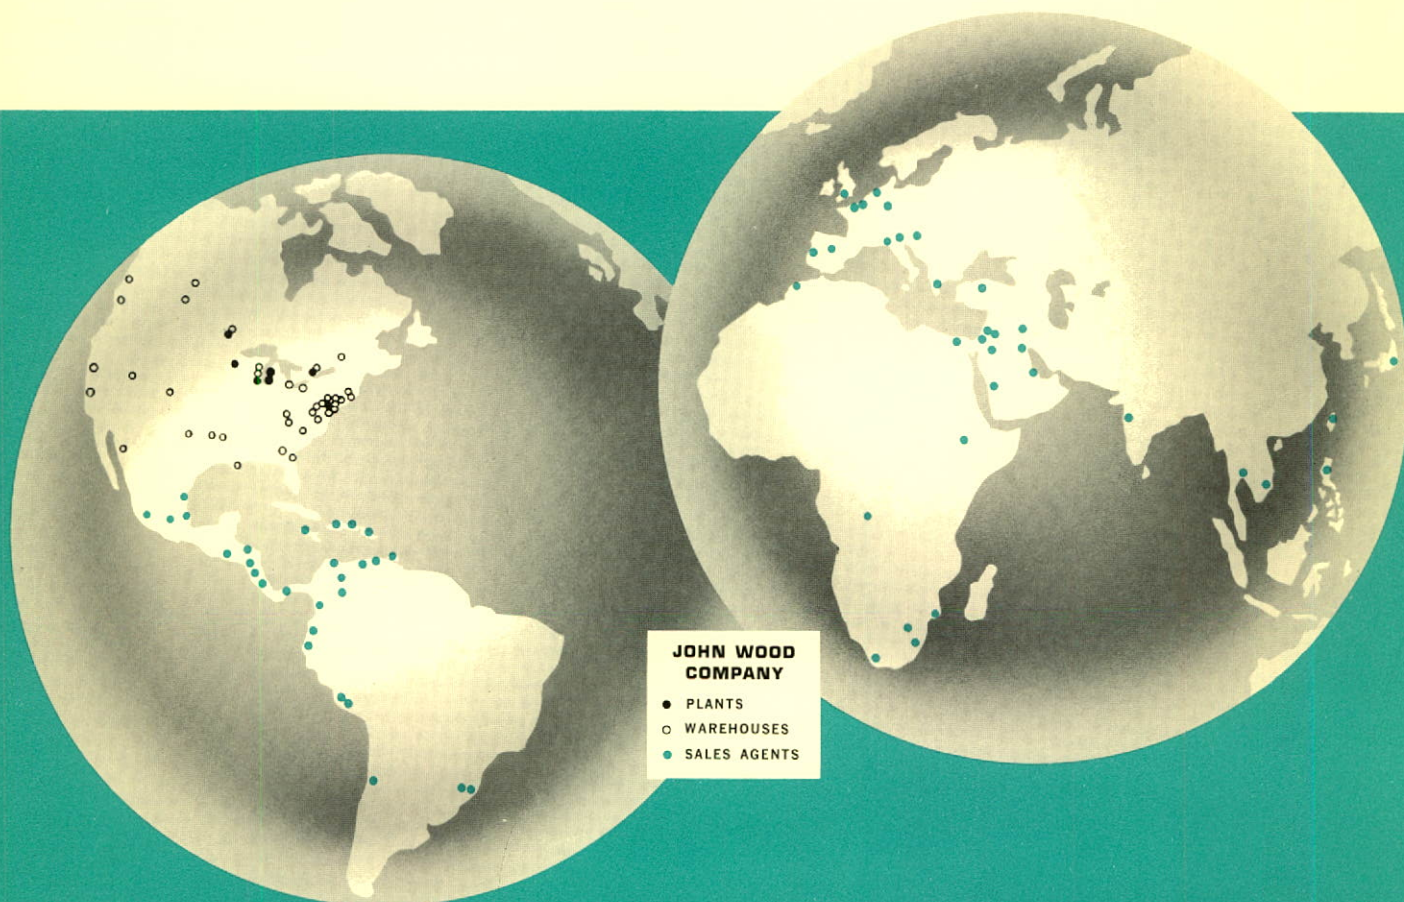 JOHN WOOD
COMPANY
PLANTS
WAREHOUSES
SALES AGENTS